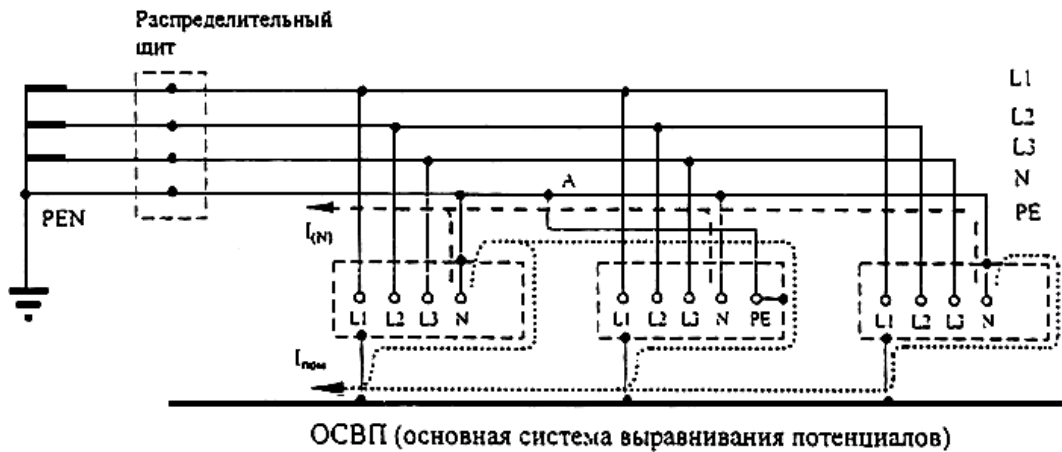 Распределительный
щит
L1
L2
L3
A
N
PEN
PE
I(N)
L1 L2 L3 N
L1 L2 L3 N PE
L1 L2 L3 N
Iпом
ОСВП (основная система выравнивания потенциалов)